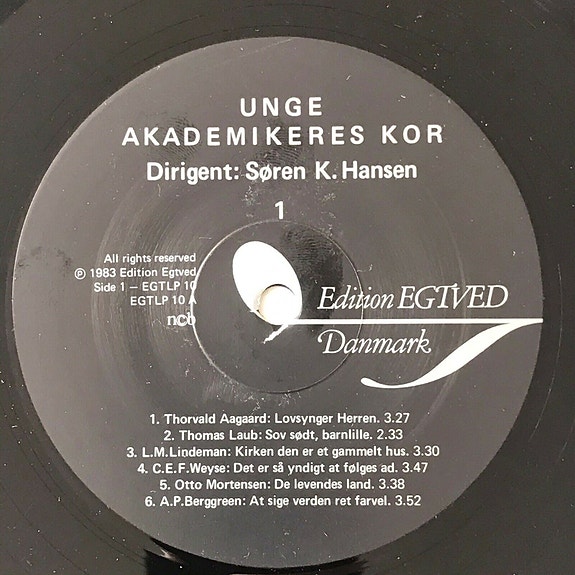 UNGE
AKADEMIKERES KOR
Dirigent: Søren K. Hansen
1
All rights reserved
℗ 1983 Edition Egtved
Side 1 – EGTLP 10
EGTLP 10 A
ncb
Edition EGTVED
Danmark
1. Thorvald Aagaard: Lovsynger Herren. 3.27
2. Thomas Laub: Sov sødt, barnlille. 2.33
3. L.M. Lindeman: Kirken den er et gammelt hus. 3.30
4. C.E.F. Weyse: Det er så yndigt at følges ad. 3.47
5. Otto Mortensen: De levendes land. 3.38
6. A.P. Berggreen: At sige verden ret farvel. 3.52